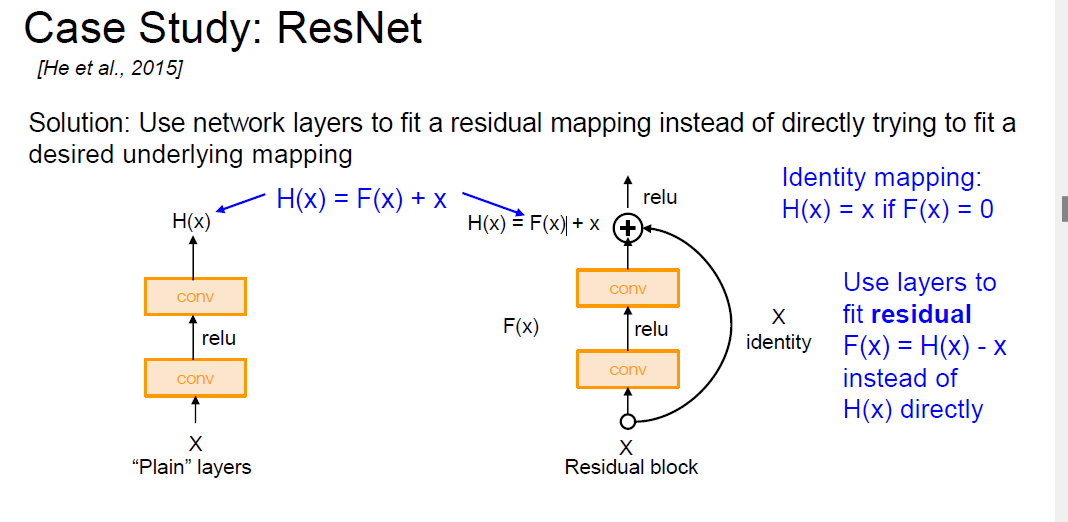 Case Study: ResNet
[He et al., 2015]
Solution: Use network layers to fit a residual mapping instead of directly trying to fit a
desired underlying mapping
H(x) = F(x) + x
H(x)
conv
relu
conv
X
“Plain” layers
relu
H(x) = F(x) + x
conv
F(x)
relu
conv
X
identity
X
Residual block
Identity mapping:
H(x) = x if F(x) = 0
Use layers to
fit residual
F(x) = H(x) - x
instead of
H(x) directly